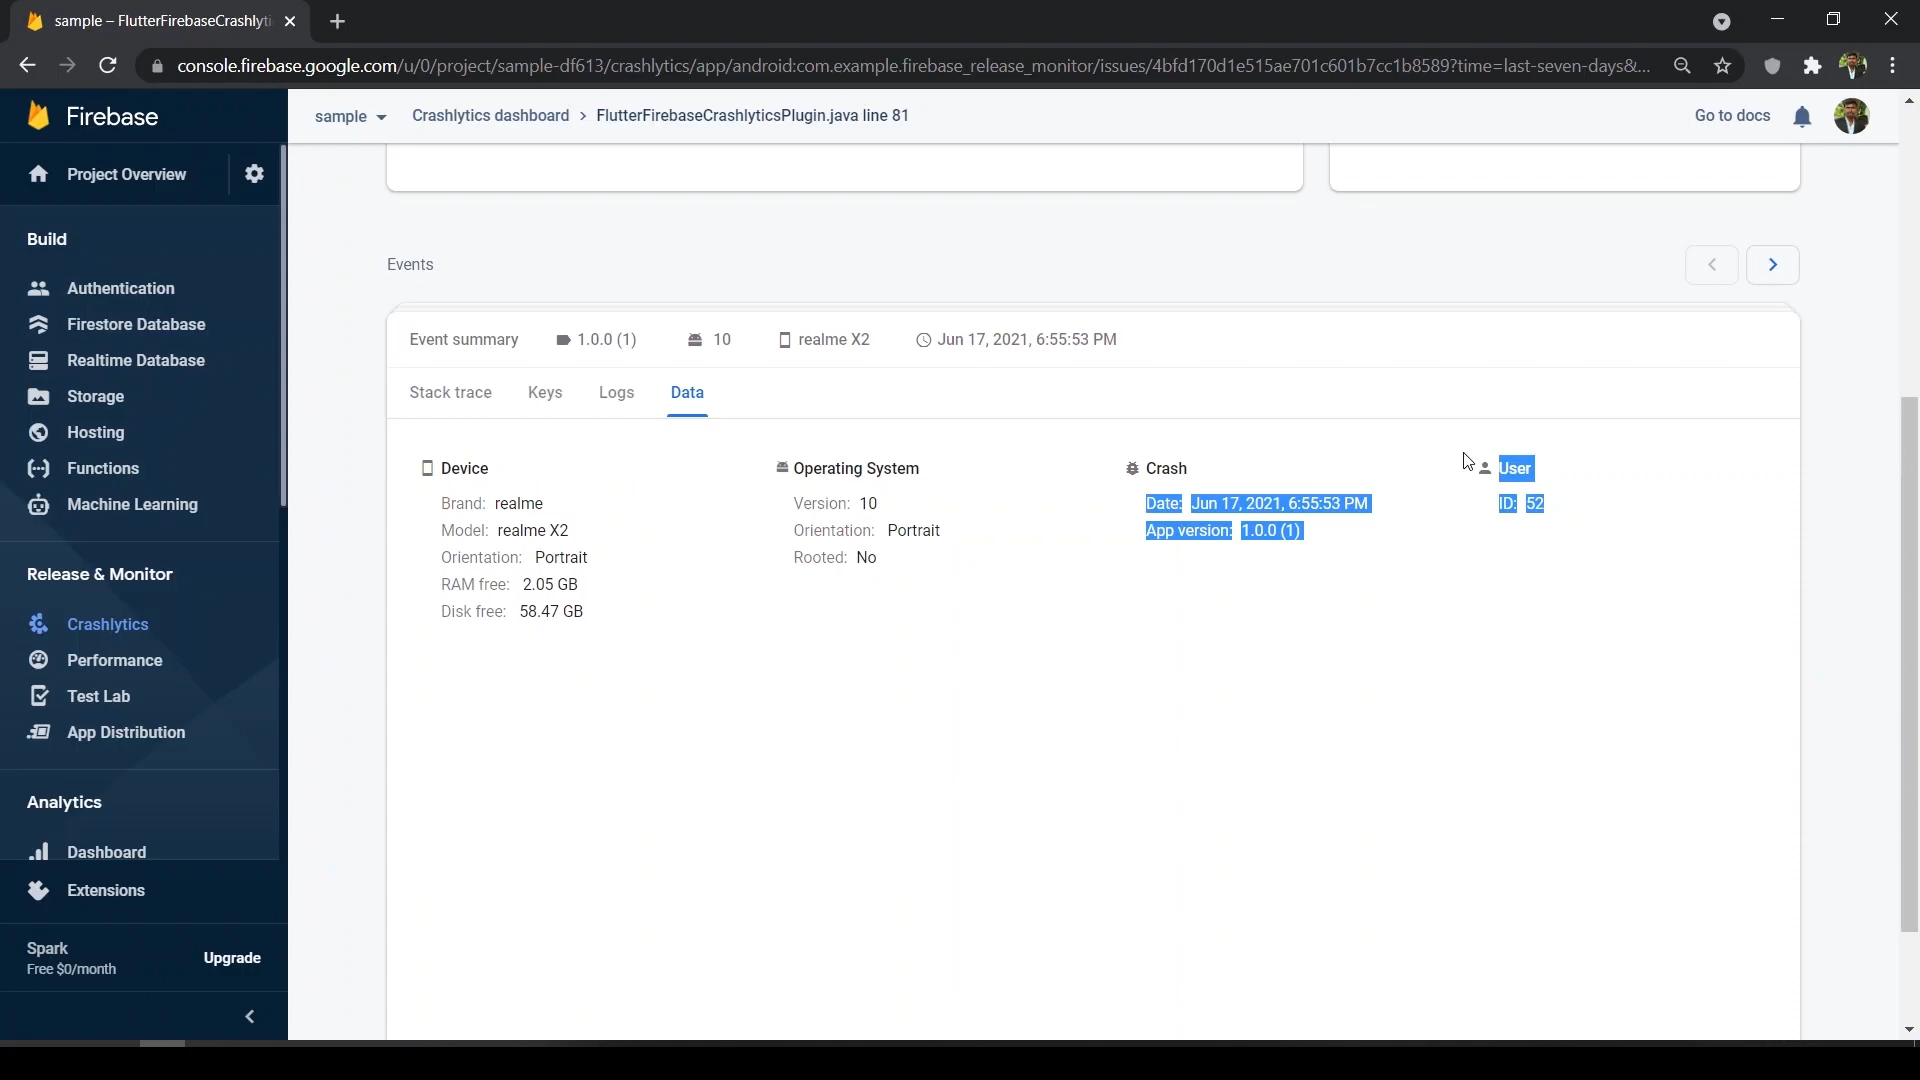 sample – FlutterFirebaseCrashlyti
console.firebase.google.com/u/0/project/sample-df613/crashlytics/app/android:com.example.firebase_release_monitor/issues/4bfd170d1e515ae701c601b7cc1b8589?time=last-seven-days&...
Firebase
sample
Crashlytics dashboard > FlutterFirebaseCrashlyticsPlugin.java line 81
Go to docs
Project Overview
Build
Authentication
Firestore Database
Realtime Database
Storage
Hosting
Functions
Machine Learning
Release & Monitor
Crashlytics
Performance
Test Lab
App Distribution
Analytics
Dashboard
Extensions
Spark
Free $0/month
Upgrade
Events
Event summary 1.0.0 (1) 10 realme X2 Jun 17, 2021, 6:55:53 PM
Stack trace Keys Logs Data
Device
Brand: realme
Model: realme X2
Orientation: Portrait
RAM free: 2.05 GB
Disk free: 58.47 GB
Operating System
Version: 10
Orientation: Portrait
Rooted: No
Crash
Date: Jun 17, 2021, 6:55:53 PM
App version: 1.0.0 (1)
User
ID: 52